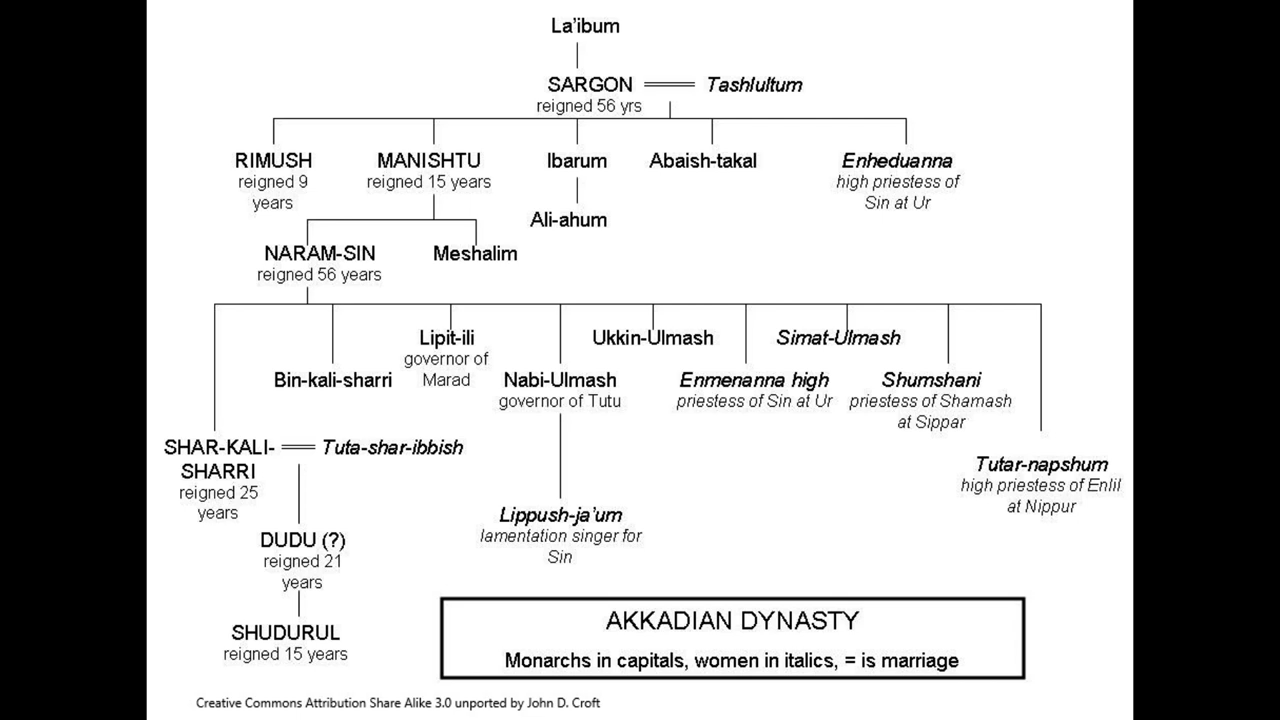 La'ibum
SARGON Tashlultum
reigned 56 yrs
RIMUSH MANISHTU Ibarum Abaish-takal Enheduanna
reigned 9 reigned 15 years high priestess of
years Sin at Ur
Ali-ahum
NARAM-SIN Meshalim
reigned 56 years
Lipit-ili Ukkin-Ulmash Simat-Ulmash
governor of
Marad
Bin-kali-sharri Nabi-Ulmash Enmenanna high Shumshani
governor of Tutu priestess of Sin at Ur priestess of Shamash
at Sippar
SHAR-KALI- Tuta-shar-ibbish
SHARRI
reigned 25
years
Tutar-napshum
high priestess of Enlil
at Nippur
Lippush-ja'um
lamentation singer for
Sin
DUDU (?)
reigned 21
years
SHUDURUL
reigned 15 years
AKKADIAN DYNASTY
Monarchs in capitals, women in italics, = is marriage
Creative Commons Attribution Share Alike 3.0 unported by John D. Croft